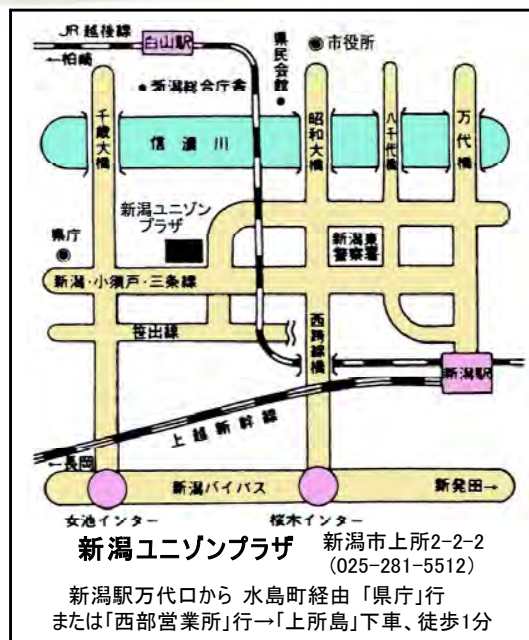 JR 越後線
白山駅
←柏崎
県民会館
市役所
新潟総合庁舎
千歳大橋
信濃川
昭和大橋
八千代橋
万代橋
新潟ユニゾン
プラザ
県庁
新潟東
警察署
新潟・小須戸・三条線
笹出線
西跨線橋
新潟駅
上越新幹線
←長岡
新潟バイパス
新発田→
女池インター
桜木インター
新潟ユニゾンプラザ
新潟市上所2-2-2
(025-281-5512)
新潟駅万代口から 水島町経由 「県庁」行
または「西部営業所」行→「上所島」下車、徒歩1分